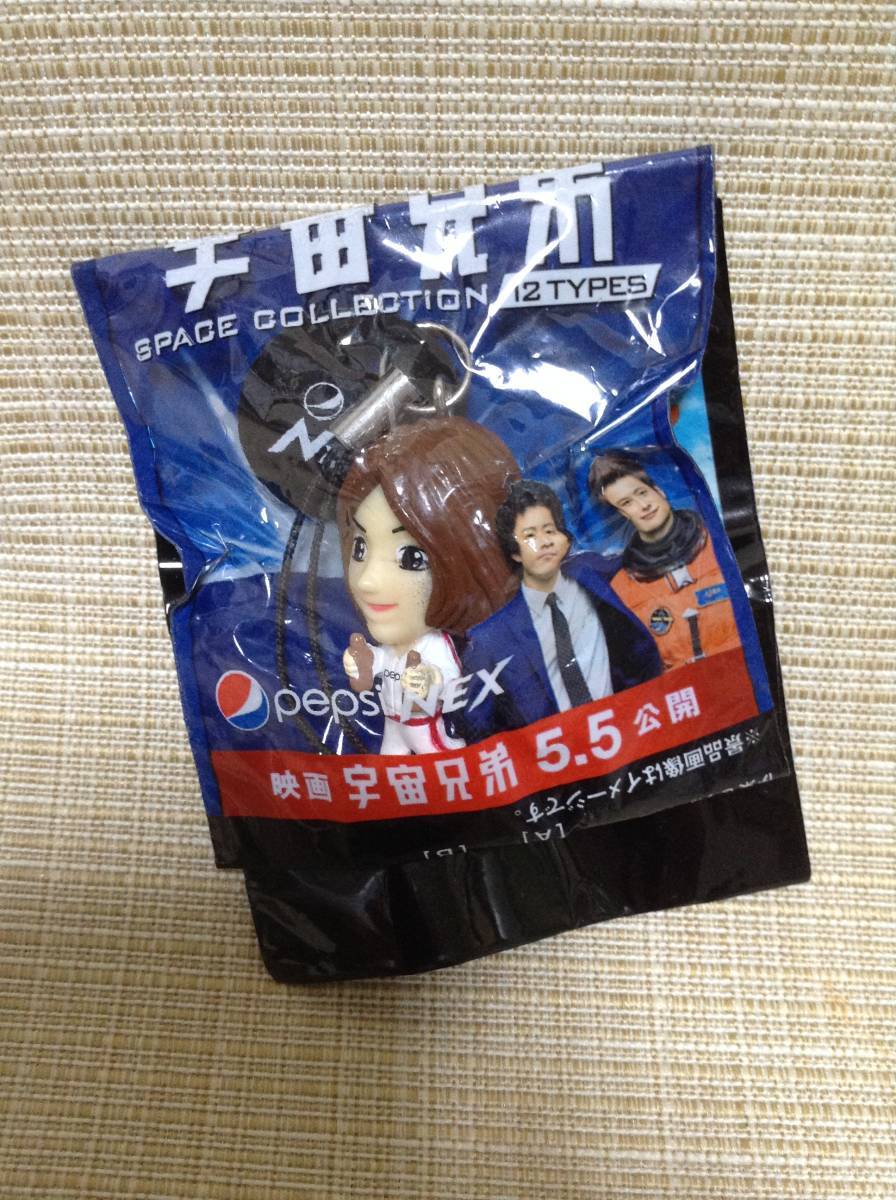 宇宙兄弟
SPACE COLLECTION 12 TYPES
pepsi NEX
映画 宇宙兄弟 5.5 公開
※景品画像はイメージです。
[A]
[B]